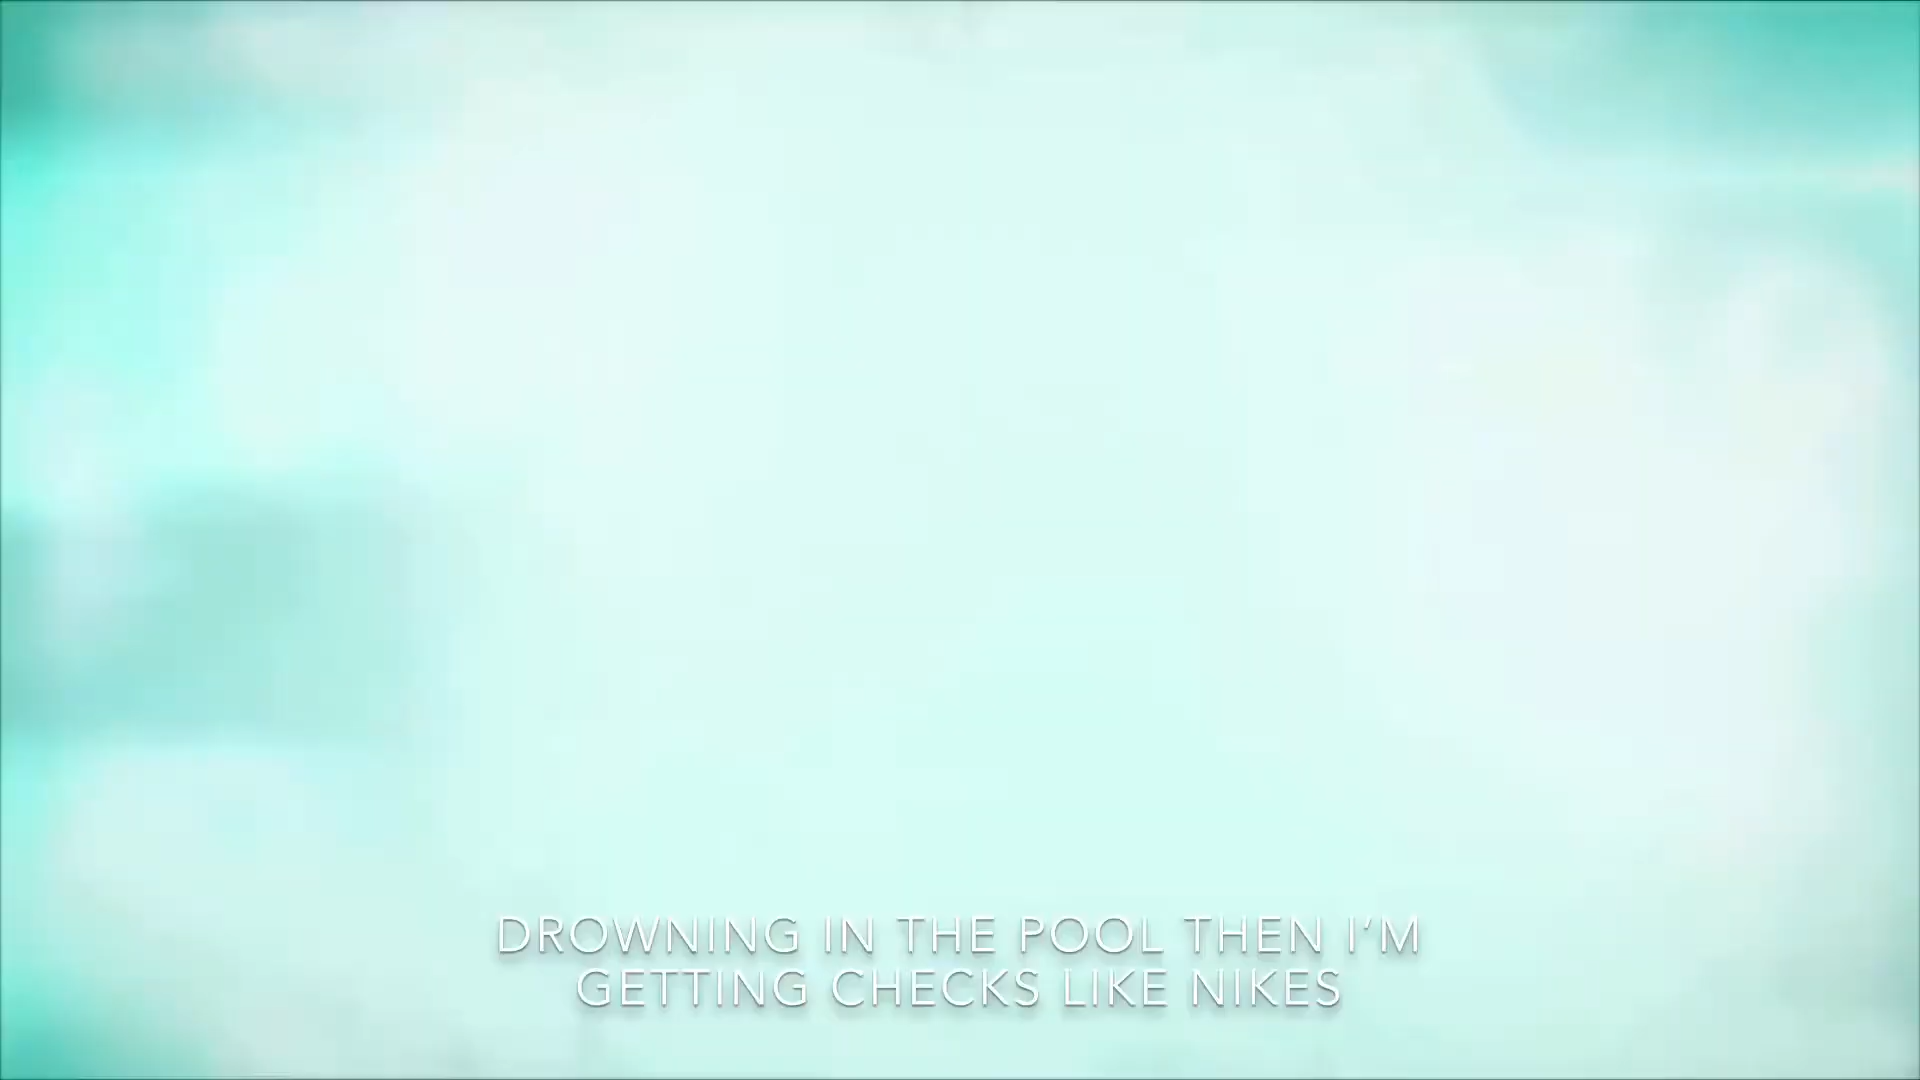 DROWNING IN THE POOL THEN I’M
GETTING CHECKS LIKE NIKES